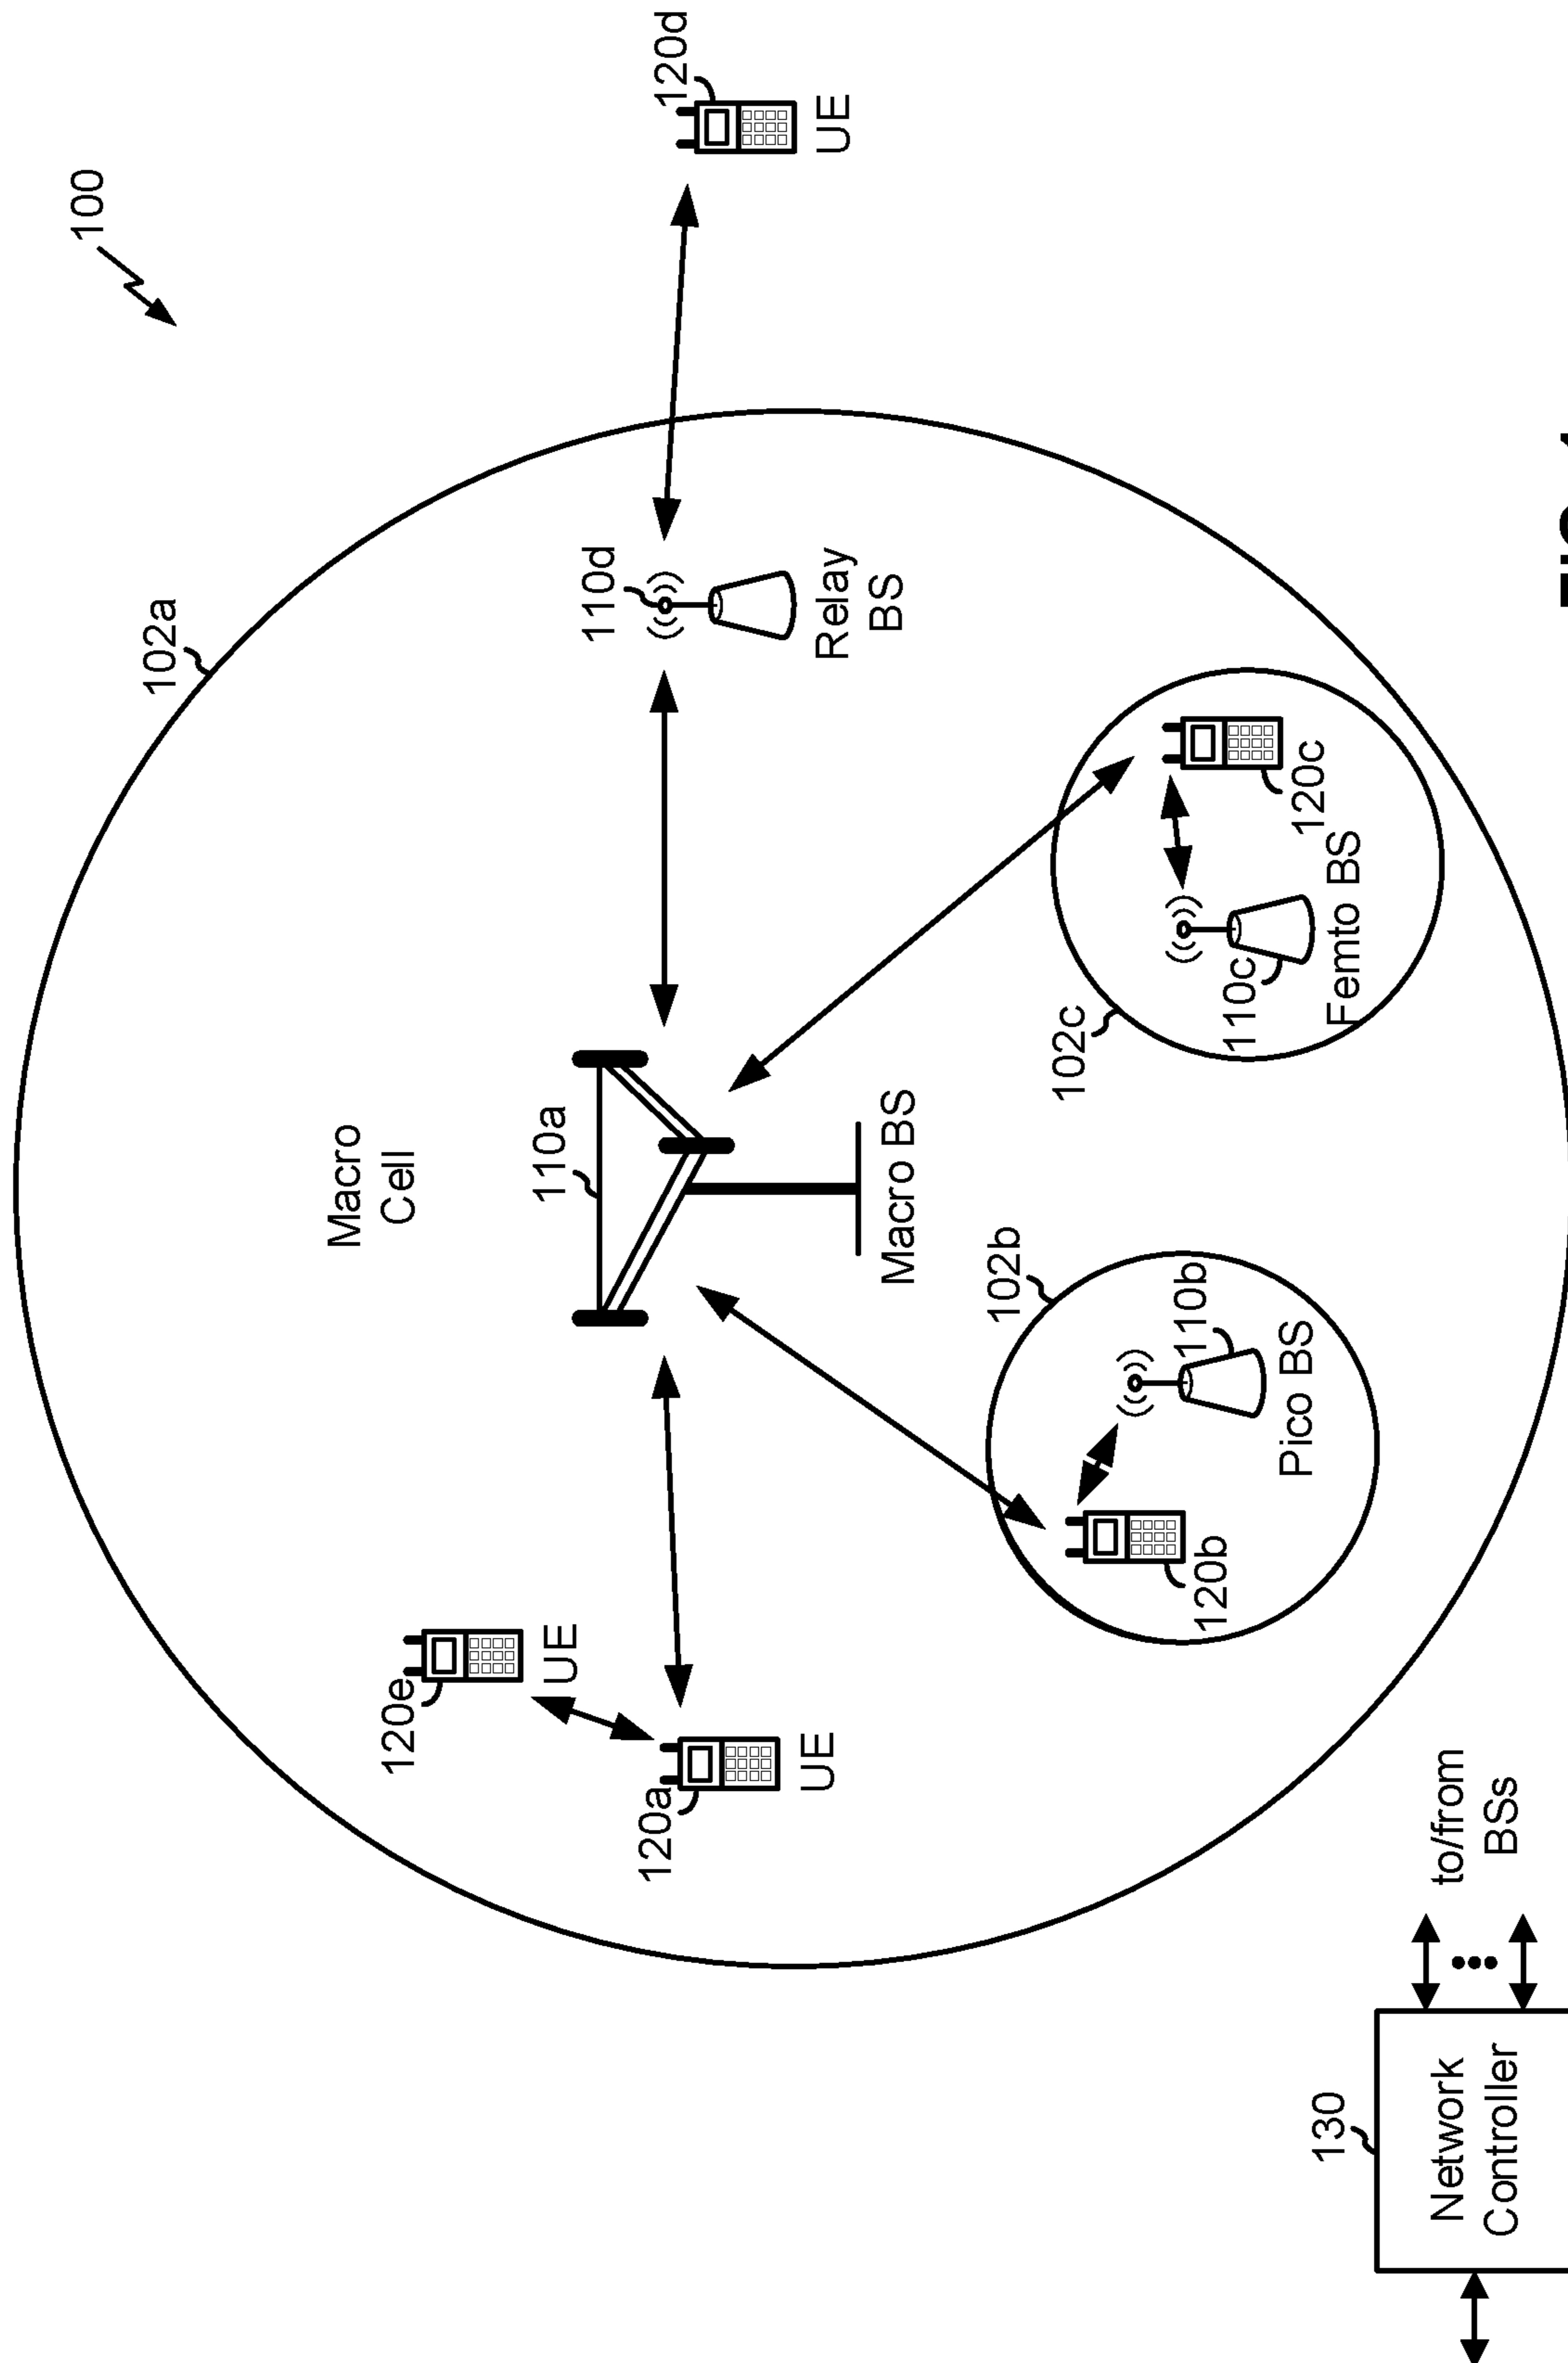 100
102a
Macro
Cell
110a
110d
Relay
BS
120d
UE
120e
UE
120a
UE
Macro BS
102b
110b
Pico BS
120b
102c
110c
Femto BS
120c
130
Network
Controller
to/from
BSs